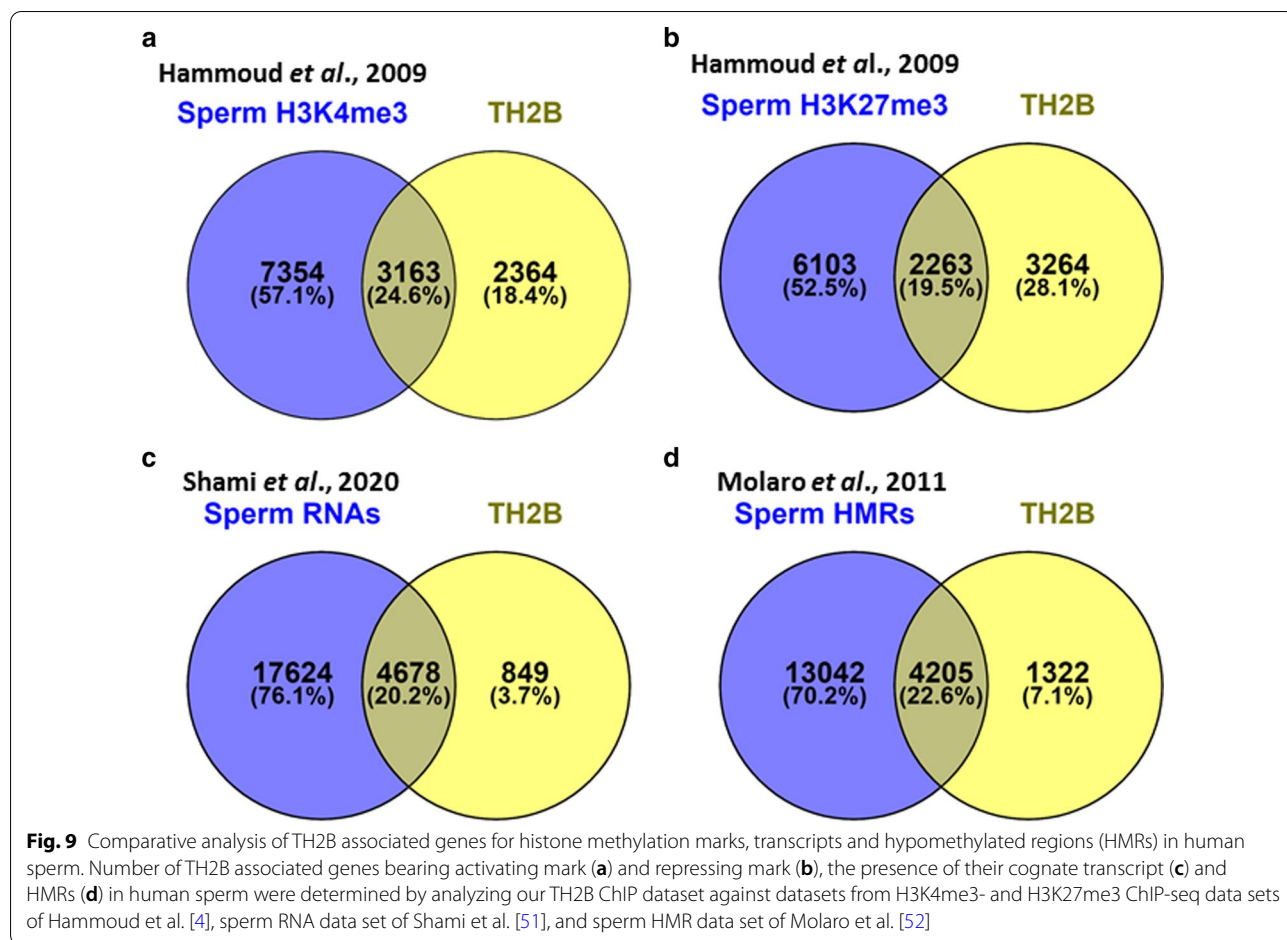 a
Hammoud et al., 2009
Sperm H3K4me3 TH2B
7354 3163 2364
(57.1%) (24.6%) (18.4%)
b
Hammoud et al., 2009
Sperm H3K27me3 TH2B
6103 2263 3264
(52.5%) (19.5%) (28.1%)
c
Shami et al., 2020
Sperm RNAs TH2B
17624 4678 849
(76.1%) (20.2%) (3.7%)
d
Molaro et al., 2011
Sperm HMRs TH2B
13042 4205 1322
(70.2%) (22.6%) (7.1%)
Fig. 9 Comparative analysis of TH2B associated genes for histone methylation marks, transcripts and hypomethylated regions (HMRs) in human
sperm. Number of TH2B associated genes bearing activating mark (a) and repressing mark (b), the presence of their cognate transcript (c) and
HMRs (d) in human sperm were determined by analyzing our TH2B ChIP dataset against datasets from H3K4me3- and H3K27me3 ChIP-seq data sets
of Hammoud et al. [4], sperm RNA data set of Shami et al. [51], and sperm HMR data set of Molaro et al. [52]